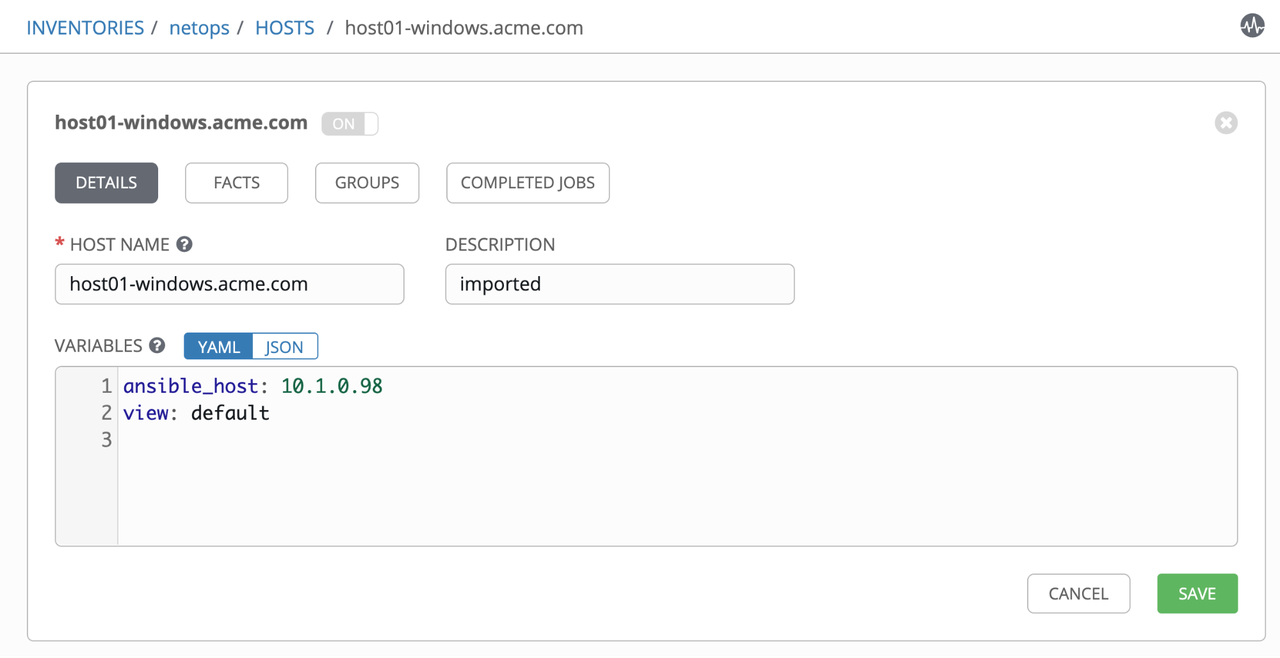 INVENTORIES / netops / HOSTS / host01-windows.acme.com
host01-windows.acme.com ON
DETAILS FACTS GROUPS COMPLETED JOBS
* HOST NAME ? DESCRIPTION
host01-windows.acme.com imported
VARIABLES ? YAML JSON
1 ansible_host: 10.1.0.98
2 view: default
3
CANCEL SAVE